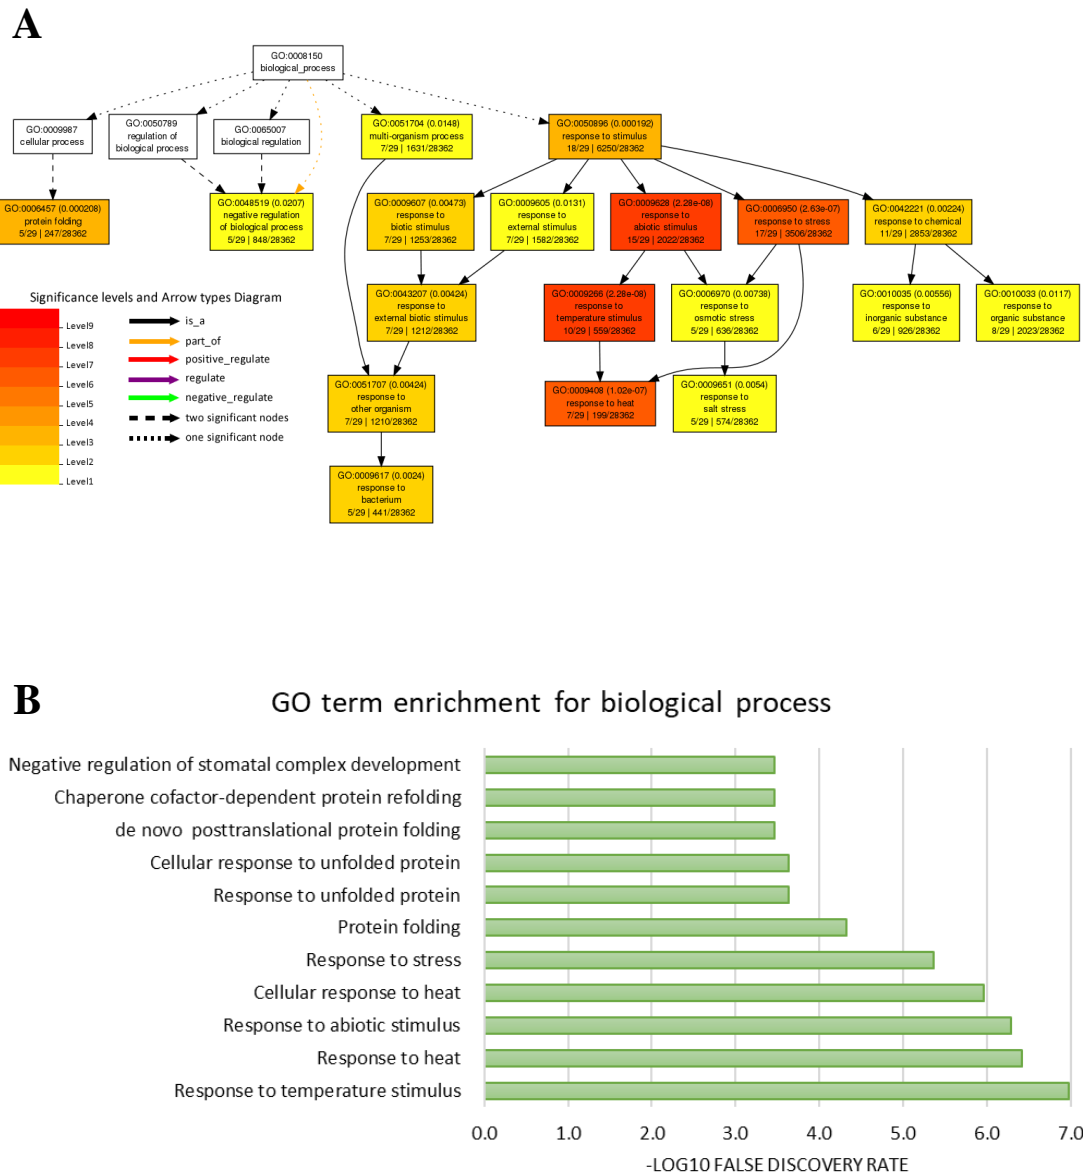 A
GO:0008150
biological_process
GO:0009987
cellular process
GO:0050789
regulation of
biological process
GO:0065007
biological regulation
GO:0051704 (0.0148)
multi-organism process
7/29 | 1631/28362
GO:0050896 (0.000192)
response to stimulus
18/29 | 6250/28362
GO:0006457 (0.000208)
protein folding
5/29 | 247/28362
GO:0048519 (0.0207)
negative regulation
of biological process
5/29 | 848/28362
GO:0009607 (0.00473)
response to
biotic stimulus
7/29 | 1253/28362
GO:0009605 (0.0131)
response to
external stimulus
7/29 | 1582/28362
GO:0009628 (2.28e-08)
response to
abiotic stimulus
15/29 | 2022/28362
GO:0006950 (2.63e-07)
response to stress
17/29 | 3506/28362
GO:0042221 (0.00224)
response to chemical
11/29 | 2853/28362
GO:0043207 (0.00424)
response to
external biotic stimulus
7/29 | 1212/28362
GO:0009266 (2.28e-08)
response to
temperature stimulus
10/29 | 559/28362
GO:0006970 (0.00738)
response to
osmotic stress
5/29 | 636/28362
GO:0010035 (0.00556)
response to
inorganic substance
6/29 | 926/28362
GO:0010033 (0.0117)
response to
organic substance
8/29 | 2023/28362
GO:0051707 (0.00424)
response to
other organism
7/29 | 1210/28362
GO:0009408 (1.02e-07)
response to heat
7/29 | 199/28362
GO:0009651 (0.0054)
response to
salt stress
5/29 | 574/28362
GO:0009617 (0.0024)
response to
bacterium
5/29 | 441/28362
Significance levels and Arrow types Diagram
Level9
Level8
Level7
Level6
Level5
Level4
Level3
Level2
Level1
is_a
part_of
positive_regulate
regulate
negative_regulate
two significant nodes
one significant node
B
GO term enrichment for biological process
Negative regulation of stomatal complex development
Chaperone cofactor-dependent protein refolding
de novo posttranslational protein folding
Cellular response to unfolded protein
Response to unfolded protein
Protein folding
Response to stress
Cellular response to heat
Response to abiotic stimulus
Response to heat
Response to temperature stimulus
0.0 1.0 2.0 3.0 4.0 5.0 6.0 7.0
-LOG10 FALSE DISCOVERY RATE